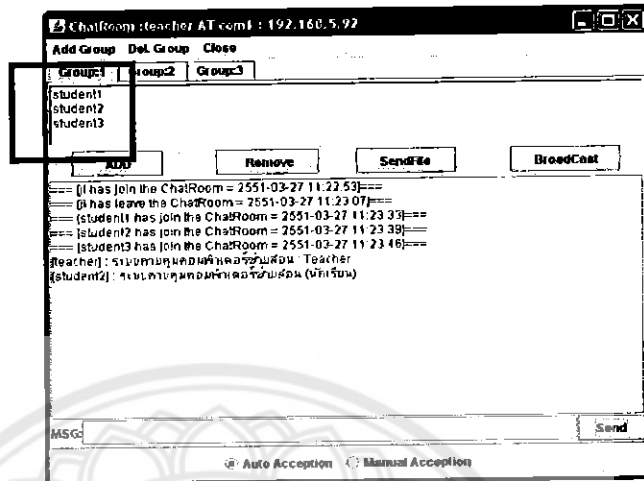 ChatRoom :teacher AT com1 : 192.168.5.92
Add Group Del. Group Close
Group:1 Group:2 Group:3
student1
student2
student3
ADD Remove SendFile BroadCast
=== [jj has join the ChatRoom = 2551-03-27 11:22:53]===
=== [jj has leave the ChatRoom = 2551-03-27 11:23:07]===
=== [student1 has join the ChatRoom = 2551-03-27 11:23:33]===
=== [student2 has join the ChatRoom = 2551-03-27 11:23:39]===
=== [student3 has join the ChatRoom = 2551-03-27 11:23:46]===
[teacher] : ระบบควบคุมคอมพิวเตอร์ช่วยสอน : Teacher
[student2] : ระบบควบคุมคอมพิวเตอร์ช่วยสอน (นักเรียน)
MSG: Send
Auto Acception Manual Acception